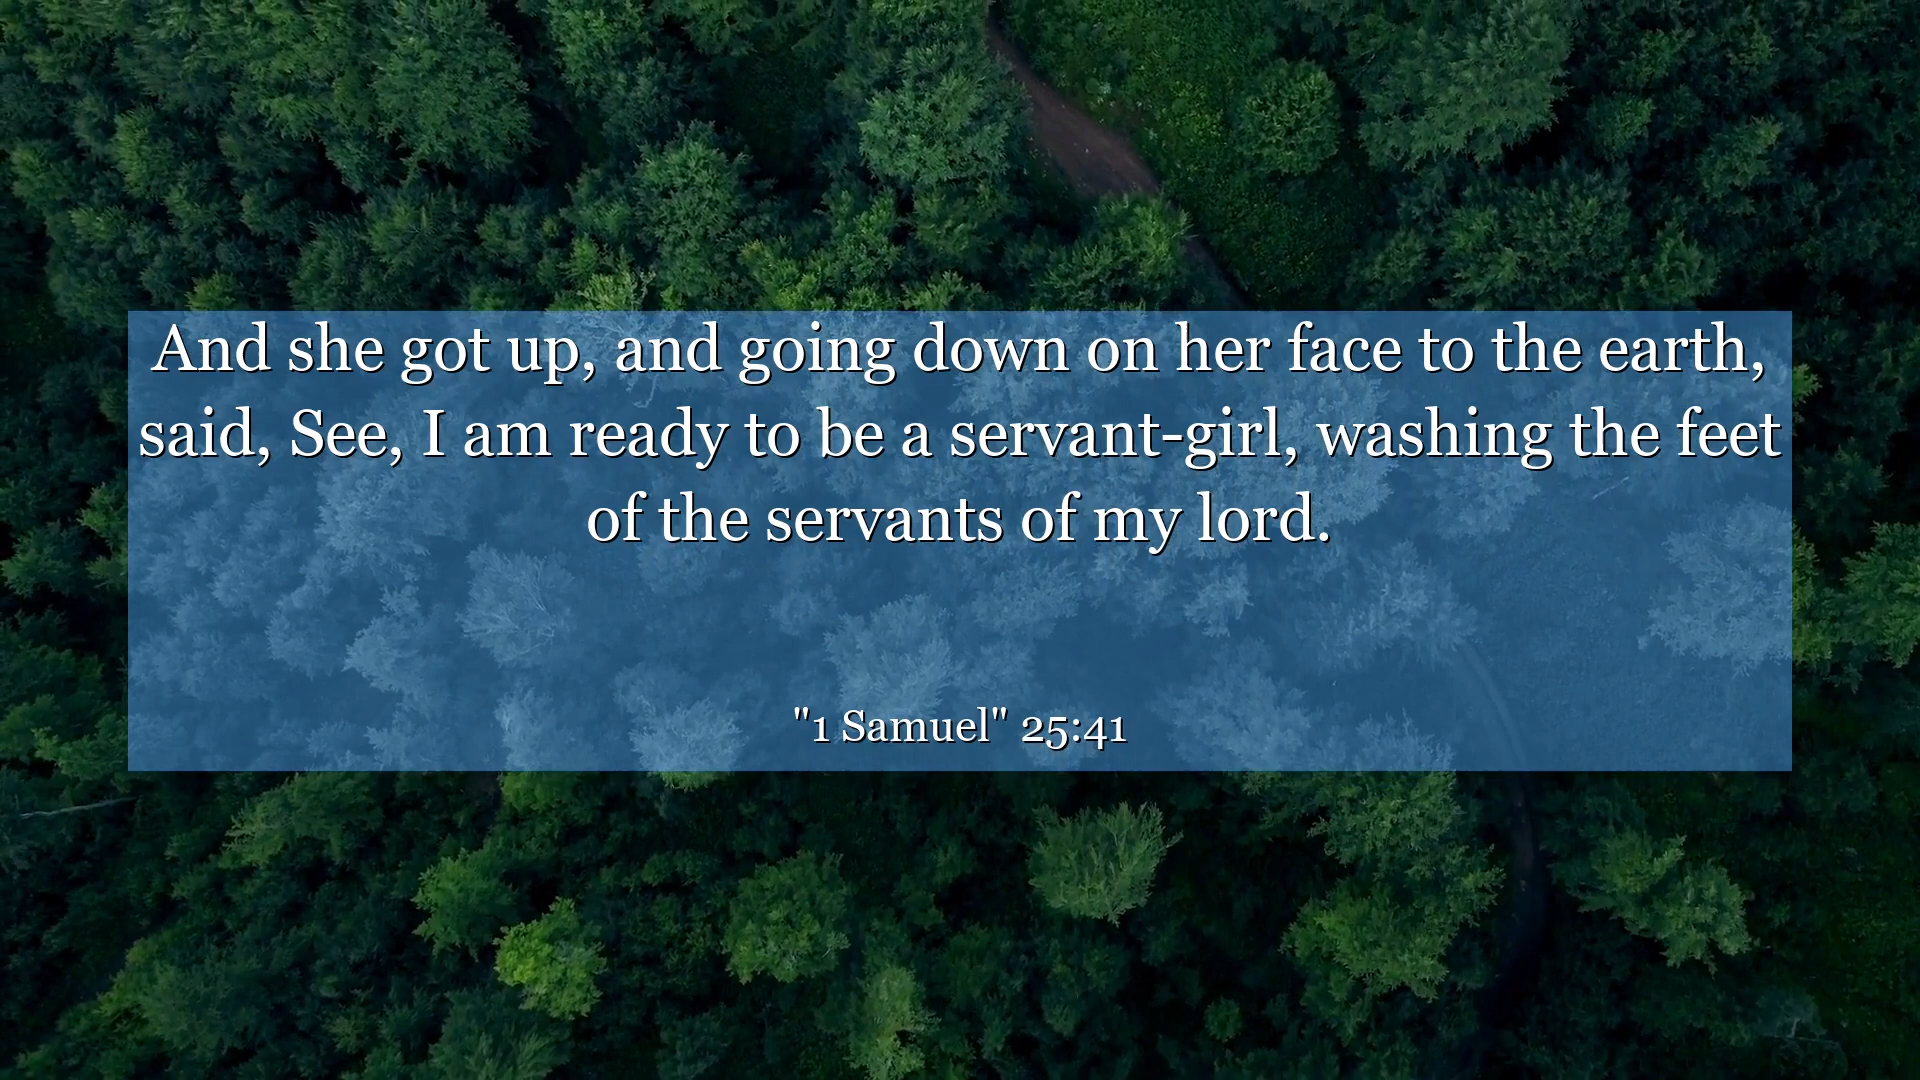 And she got up, and going down on her face to the earth,
said, See, I am ready to be a servant-girl, washing the feet
of the servants of my lord.
"1 Samuel" 25:41